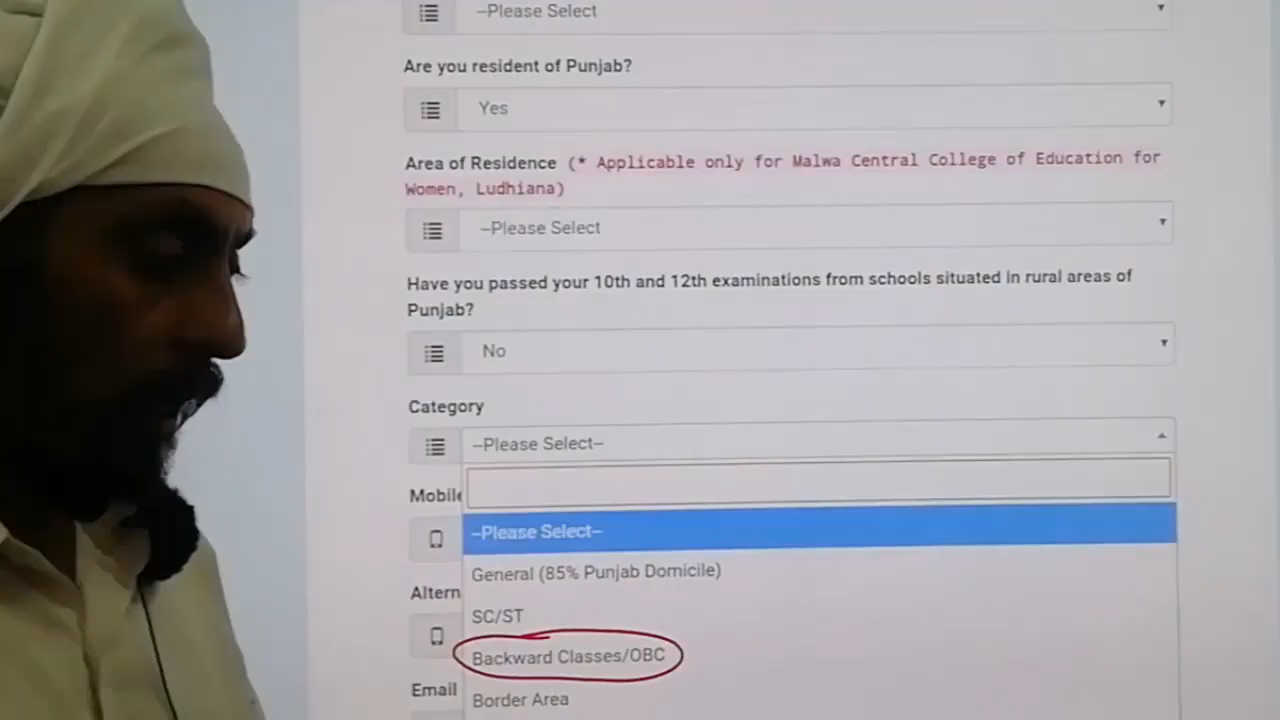 --Please Select
Are you resident of Punjab?
Yes
Area of Residence (* Applicable only for Malwa Central College of Education for
Women, Ludhiana)
--Please Select
Have you passed your 10th and 12th examinations from schools situated in rural areas of
Punjab?
No
Category
--Please Select--
Mobile
--Please Select--
General (85% Punjab Domicile)
Altern
SC/ST
Backward Classes/OBC
Email
Border Area